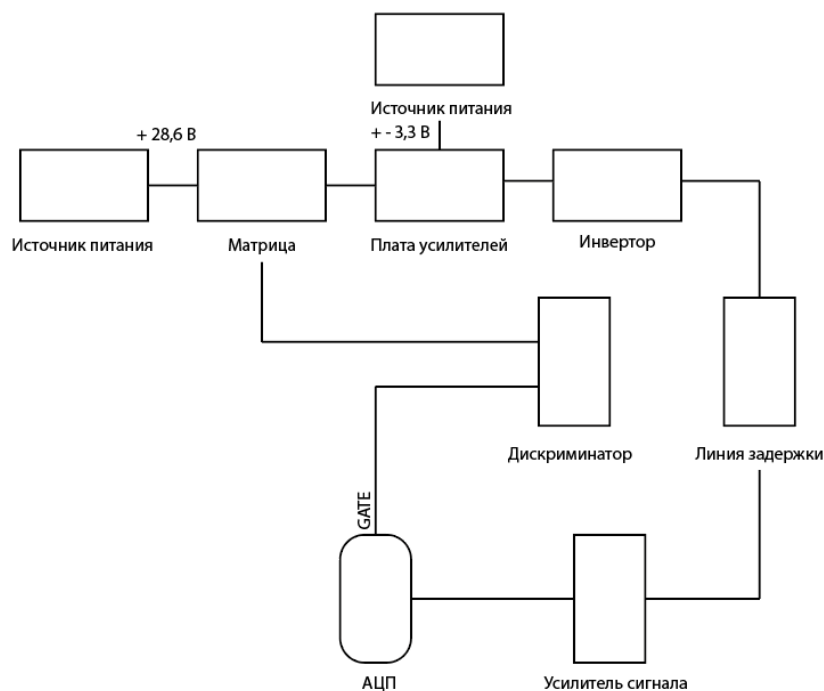 Источник питания
+ 28,6 В
+ - 3,3 В
Источник питания
Матрица
Плата усилителей
Инвертор
Дискриминатор
Линия задержки
GATE
АЦП
Усилитель сигнала